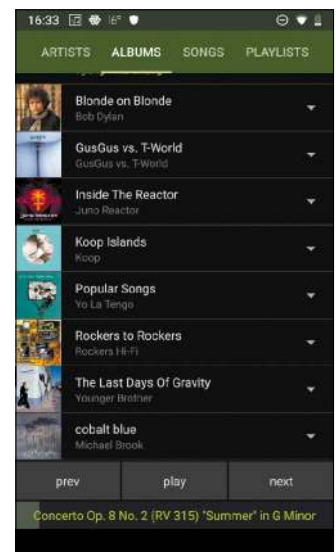 16:33 16°
ARTISTS ALBUMS SONGS PLAYLISTS
Blonde on Blonde
Bob Dylan
GusGus vs. T-World
GusGus vs. T-World
Inside The Reactor
Juno Reactor
Koop Islands
Koop
Popular Songs
Yo La Tengo
Rockers to Rockers
Rockers Hi-Fi
The Last Days Of Gravity
Younger Brother
cobalt blue
Michael Brook
prev play next
Concerto Op. 8 No. 2 (RV 315) "Summer" in G Minor